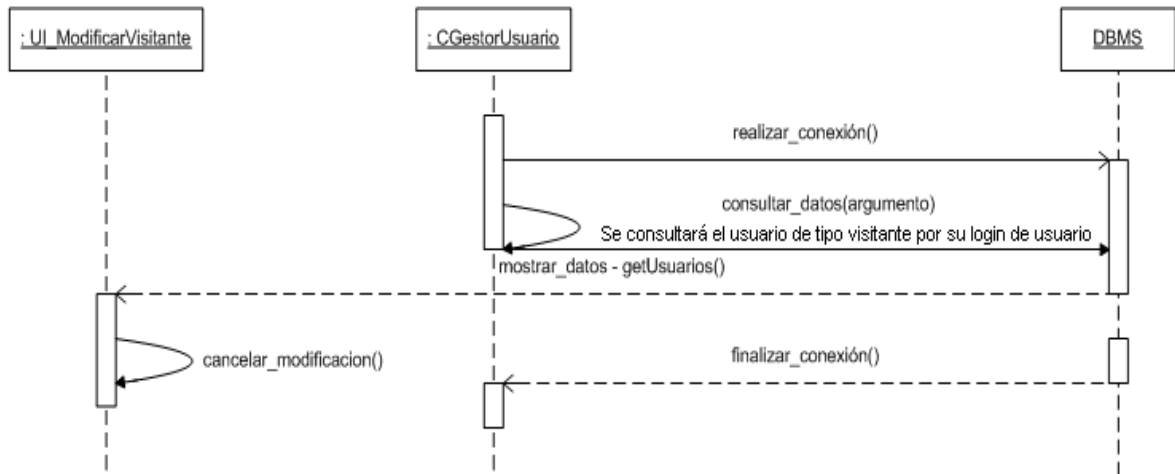 : UI_ModificarVisitante
: CGestorUsuario
DBMS
realizar_conexión()
consultar_datos(argumento)
Se consultará el usuario de tipo visitante por su login de usuario
mostrar_datos - getUsuarios()
cancelar_modificacion()
finalizar_conexión()